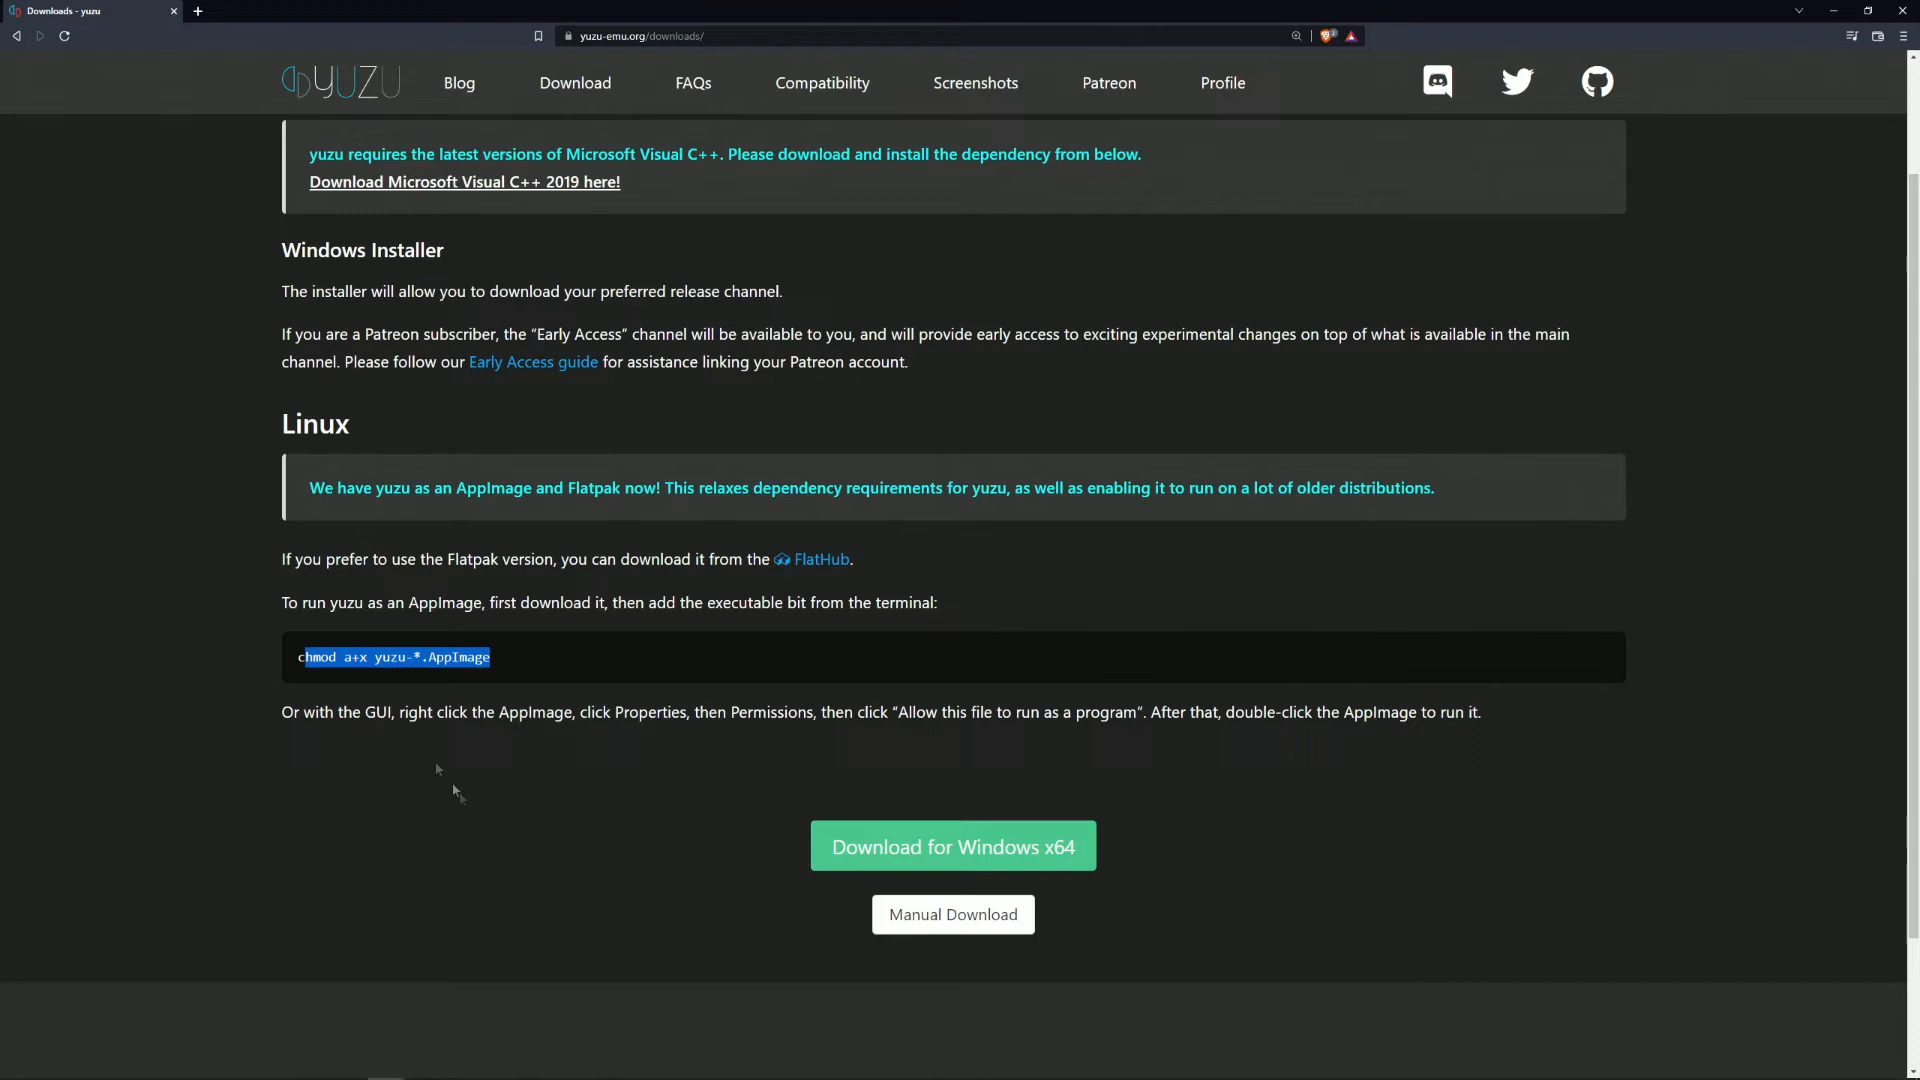 Downloads - yuzu
yuzu-emu.org/downloads/
2
YUZU
Blog
Download
FAQs
Compatibility
Screenshots
Patreon
Profile
yuzu requires the latest versions of Microsoft Visual C++. Please download and install the dependency from below.
Download Microsoft Visual C++ 2019 here!
Windows Installer
The installer will allow you to download your preferred release channel.
If you are a Patreon subscriber, the “Early Access” channel will be available to you, and will provide early access to exciting experimental changes on top of what is available in the main
channel. Please follow our Early Access guide for assistance linking your Patreon account.
Linux
We have yuzu as an AppImage and Flatpak now! This relaxes dependency requirements for yuzu, as well as enabling it to run on a lot of older distributions.
If you prefer to use the Flatpak version, you can download it from the FlatHub.
To run yuzu as an AppImage, first download it, then add the executable bit from the terminal:
chmod a+x yuzu-*.AppImage
Or with the GUI, right click the AppImage, click Properties, then Permissions, then click “Allow this file to run as a program”. After that, double-click the AppImage to run it.
Download for Windows x64
Manual Download